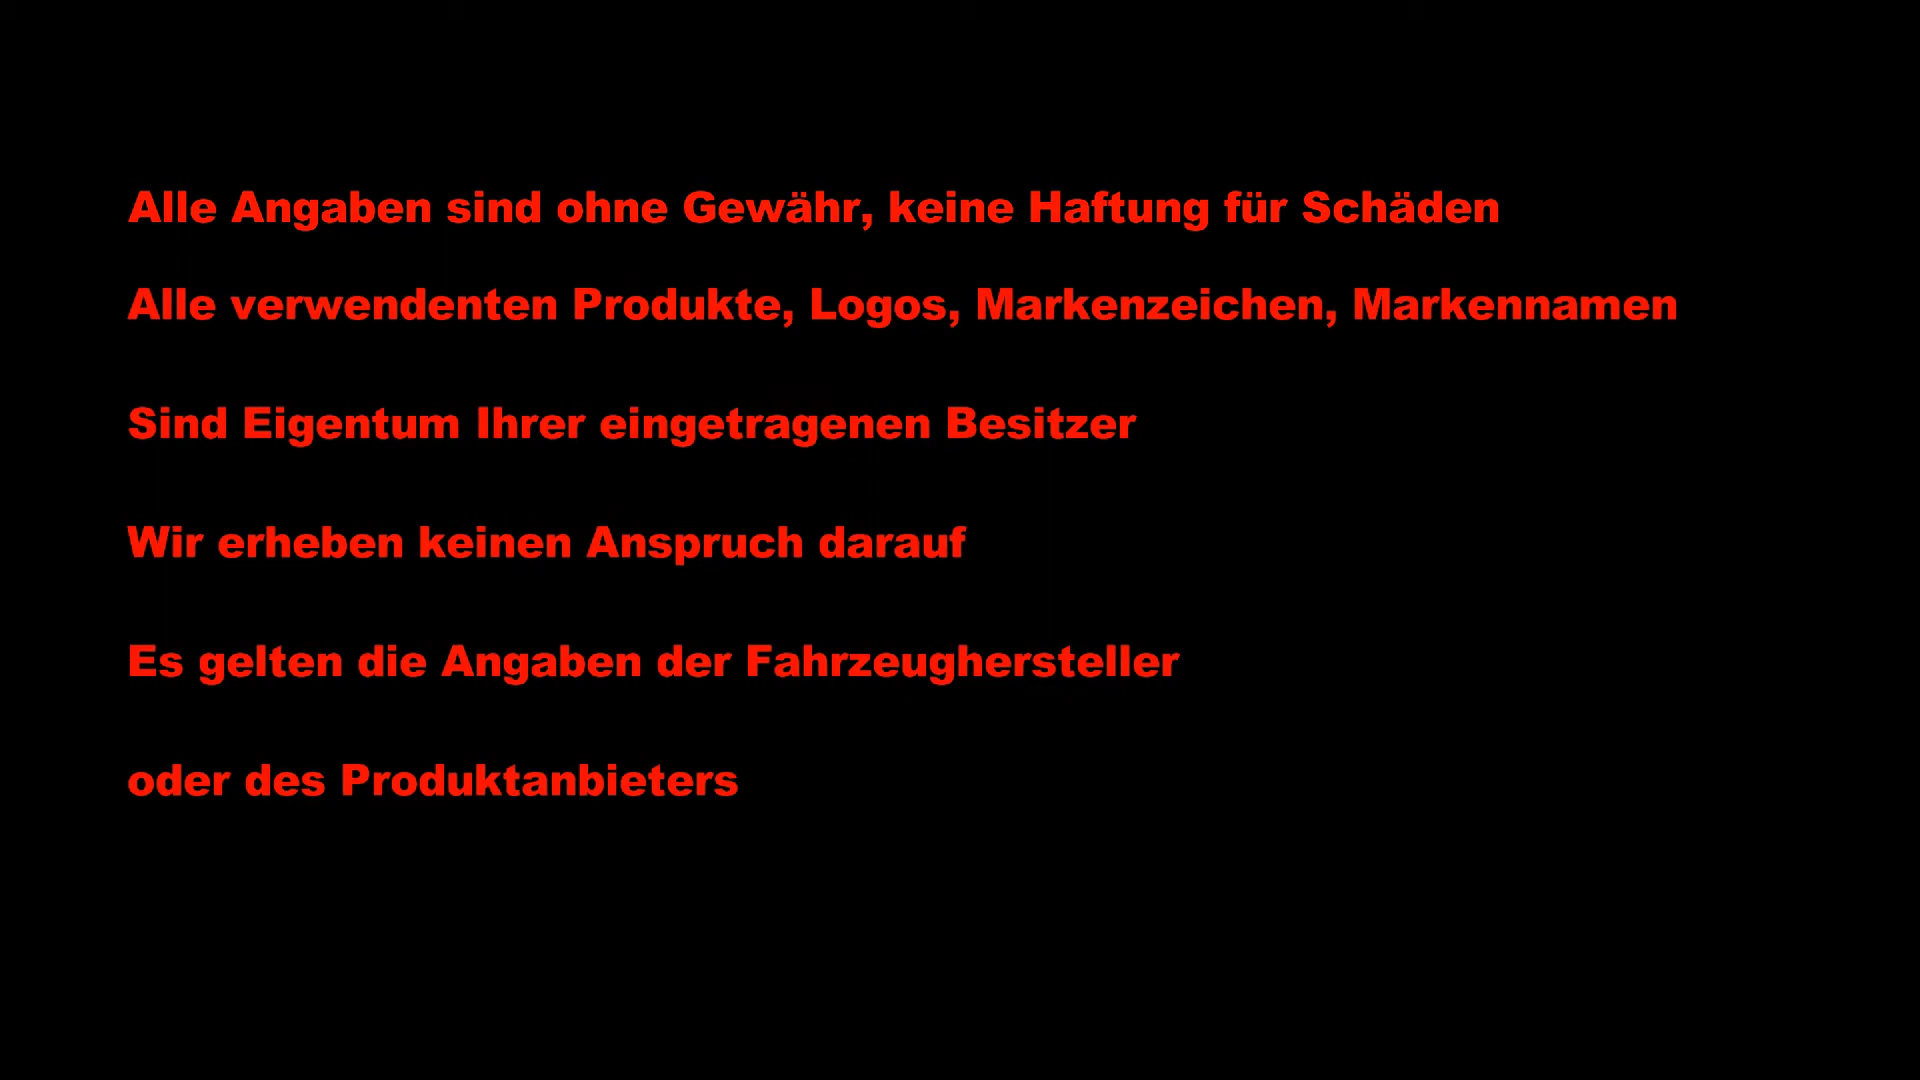 Alle Angaben sind ohne Gewähr, keine Haftung für Schäden
Alle verwendenten Produkte, Logos, Markenzeichen, Markennamen
Sind Eigentum Ihrer eingetragenen Besitzer
Wir erheben keinen Anspruch darauf
Es gelten die Angaben der Fahrzeughersteller
oder des Produktanbieters